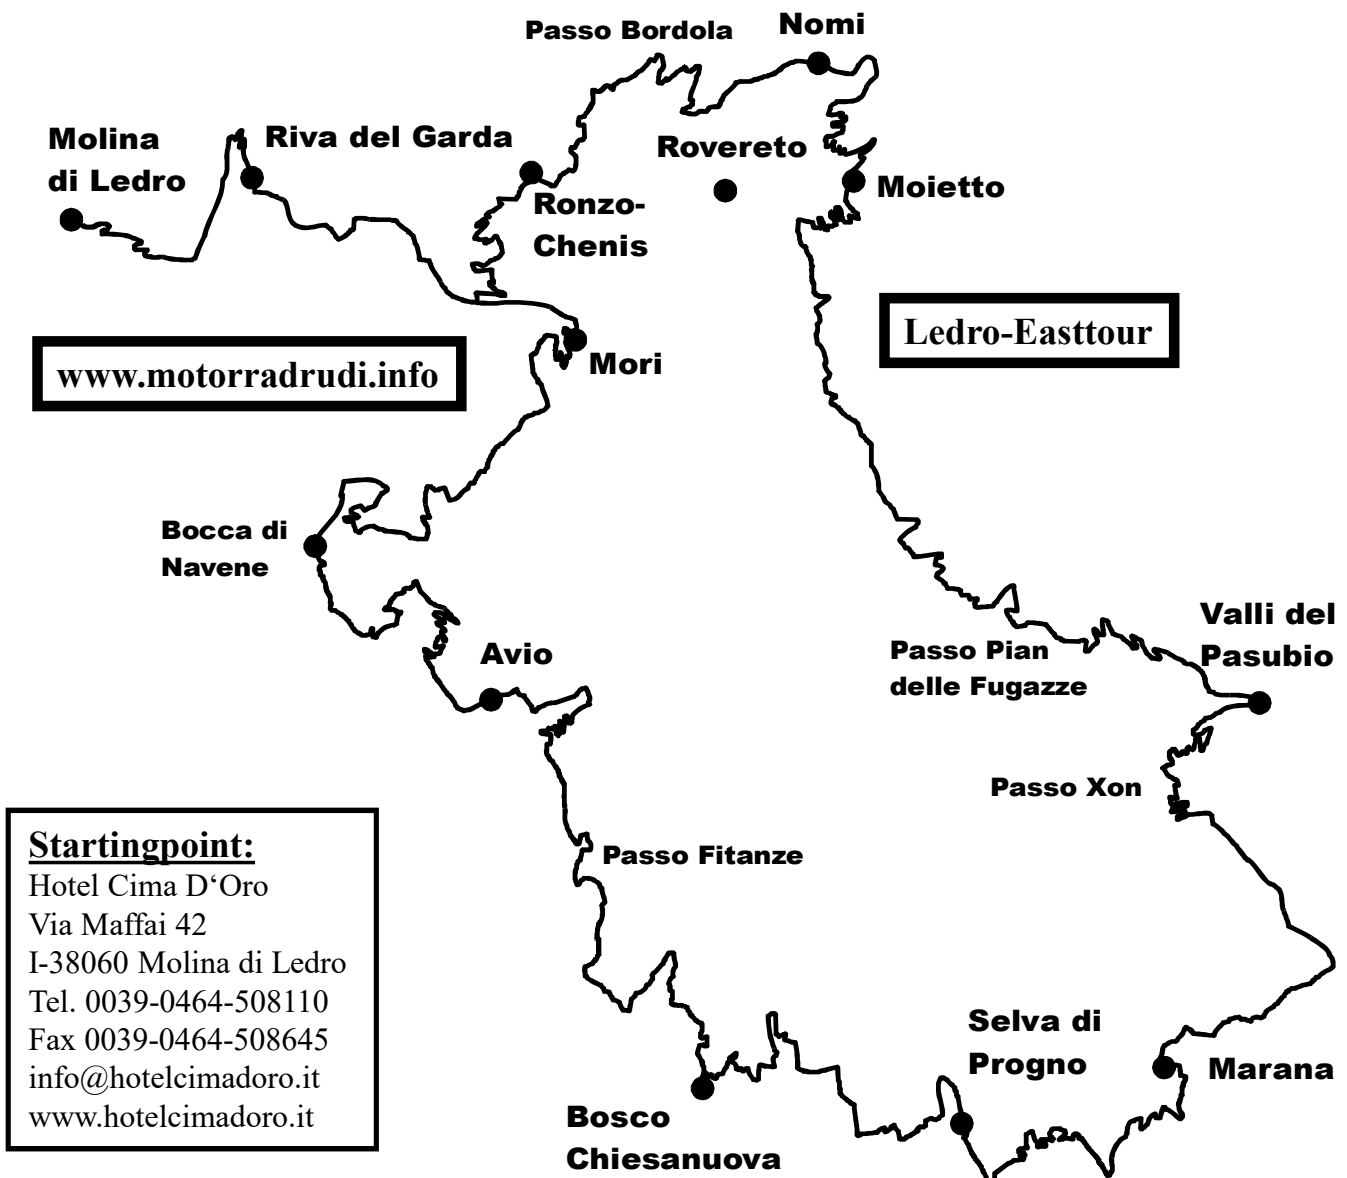 Passo Bordola
Nomi
Molina
di Ledro
Riva del Garda
Rovereto
Moietto
Ronzo-
Chenis
Ledro-Easttour
www.motorradrudi.info
Mori
Bocca di
Navene
Avio
Passo Pian
delle Fugazze
Valli del
Pasubio
Passo Xon
Passo Fitanze
Startingpoint:
Hotel Cima D‘Oro
Via Maffai 42
I-38060 Molina di Ledro
Tel. 0039-0464-508110
Fax 0039-0464-508645
info@hotelcimadoro.it
www.hotelcimadoro.it
Selva di
Progno
Marana
Bosco
Chiesanuova